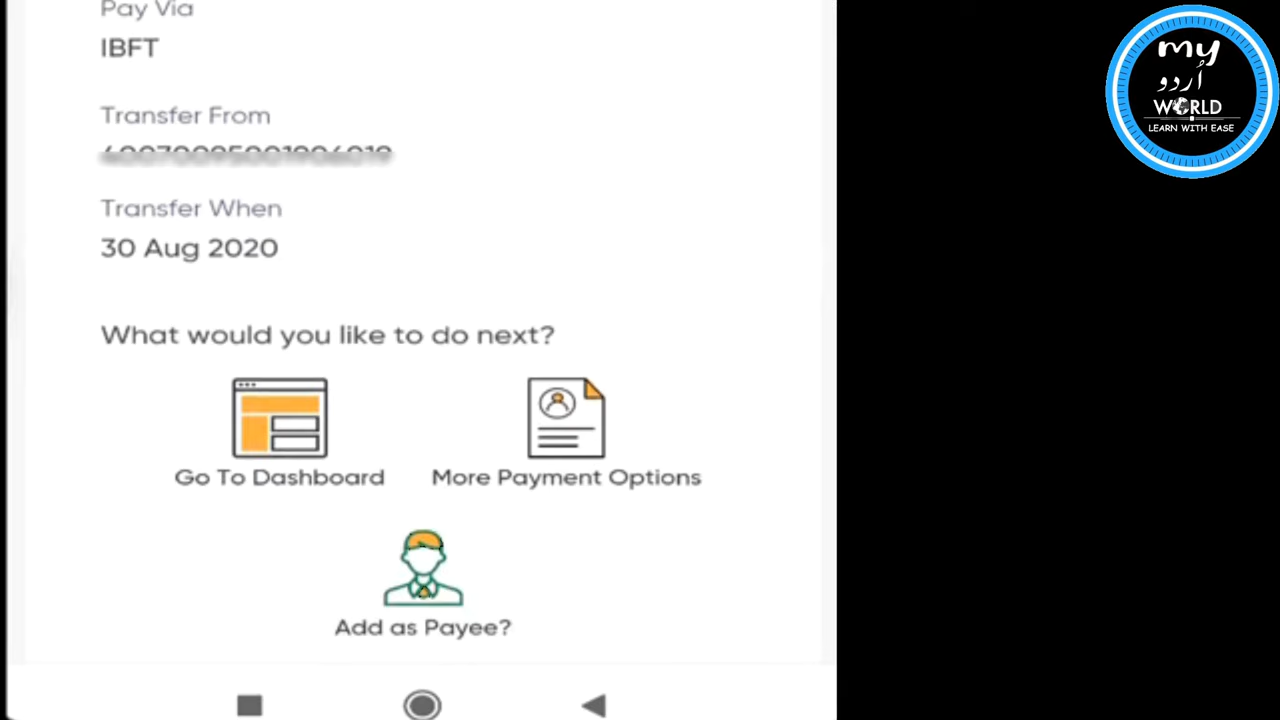 Pay Via
IBFT
Transfer From
Transfer When
30 Aug 2020
What would you like to do next?
Go To Dashboard
More Payment Options
Add as Payee?
my
اُردو
WORLD
LEARN WITH EASE